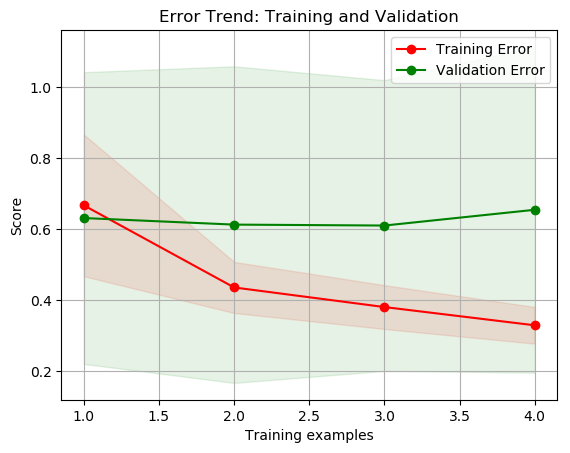 Error Trend: Training and Validation
Training Error
Validation Error
Score
1.0
0.8
0.6
0.4
0.2
1.0 1.5 2.0 2.5 3.0 3.5 4.0
Training examples